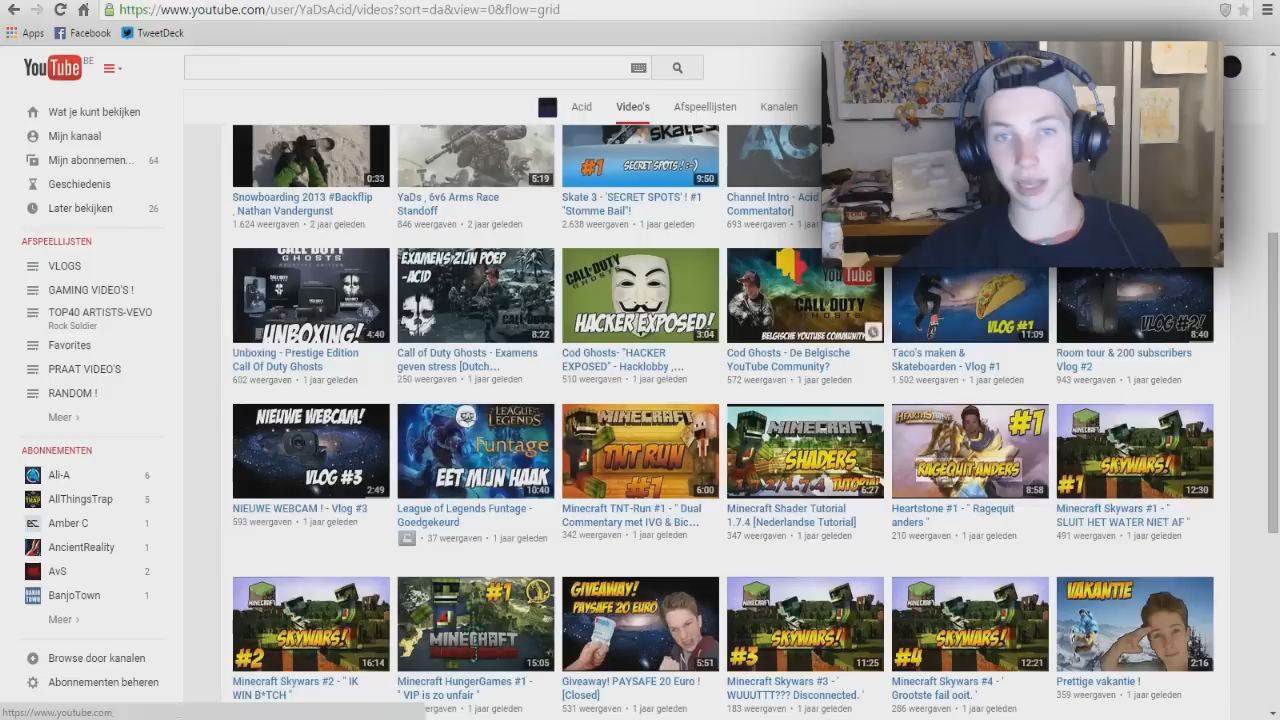 https://www.youtube.com/user/YaDsAcid/videos?sort=da&view=0&flow=grid
Apps Facebook TweetDeck
YouTube BE
Acid Video's Afspeellijsten Kanalen
Wat je kunt bekijken
Mijn kanaal
Mijn abonnemen... 64
Geschiedenis
Later bekijken 26
AFSPEELLIJSTEN
VLOGS
GAMING VIDEO'S !
TOP40 ARTISTS-VEVO
Rock Soldier
Favorites
PRAAT VIDEO'S
RANDOM !
Meer ›
ABONNEMENTEN
Ali-A 6
AllThingsTrap 5
Amber C 1
AncientReality 1
AvS 2
BanjoTown 1
Meer ›
Browse door kanalen
Abonnementen beheren
0:33
Snowboarding 2013 #Backflip
, Nathan Vandergunst
1.624 weergaven • 2 jaar geleden
5:19
YaDs , 6v6 Arms Race
Standoff
846 weergaven • 2 jaar geleden
SKATE
#1 SECRET SPOTS ! :-)
9:50
Skate 3 - 'SECRET SPOTS' ! #1
"Stomme Bail"!
2.638 weergaven • 1 jaar geleden
AC
Channel Intro - Acid
Commentator]
693 weergaven • 1 jaar geleden
CALL OF DUTY
GHOSTS
UNBOXING!
4:40
Unboxing - Prestige Edition
Call Of Duty Ghosts
602 weergaven • 1 jaar geleden
EXAMENS ZIJN POEP
-ACID
8:22
Call of Duty Ghosts - Examens
geven stress [Dutch...
250 weergaven • 1 jaar geleden
CALL OF DUTY
GHOSTS
HACKER EXPOSED!
3:04
Cod Ghosts- "HACKER
EXPOSED" - Hacklobby ,...
510 weergaven • 1 jaar geleden
YouTube
CALL OF DUTY
GHOSTS
BELGISCHE YOUTUBE COMMUNITY?
Cod Ghosts - De Belgische
YouTube Community?
572 weergaven • 1 jaar geleden
VLOG #1
11:09
Taco's maken &
Skateboarden - Vlog #1
1.502 weergaven • 1 jaar geleden
VLOG #2!
8:40
Room tour & 200 subscribers
Vlog #2
943 weergaven • 1 jaar geleden
NIEUWE WEBCAM!
VLOG #3
2:49
NIEUWE WEBCAM ! - Vlog #3
593 weergaven • 1 jaar geleden
LEAGUE OF LEGENDS
Funtage
EET MIJN HAAK
10:40
League of Legends Funtage -
Goedgekeurd
• 37 weergaven • 1 jaar geleden
MINECRAFT
TNT RUN
#1
6:00
Minecraft TNT-Run #1 - " Dual
Commentary met IVG & Bic...
342 weergaven • 1 jaar geleden
MINECRAFT
SHADERS
1.7.2/1.7.4 TUTORIAL
6:27
Minecraft Shader Tutorial
1.7.4 [Nederlandse Tutorial]
347 weergaven • 1 jaar geleden
HEARTHSTONE
#1
RAGEQUIT ANDERS
8:58
Heartstone #1 - " Ragequit
anders "
210 weergaven • 1 jaar geleden
MINECRAFT
SKYWARS!
#1
12:30
Minecraft Skywars #1 - "
SLUIT HET WATER NIET AF "
491 weergaven • 1 jaar geleden
MINECRAFT
SKYWARS!
#2
16:14
Minecraft Skywars #2 - " IK
WIN B*TCH "
#1
MINECRAFT
15:05
Minecraft HungerGames #1 -
" VIP is zo unfair "
708 weergaven • 1 jaar geleden
GIVEAWAY!
PAYSAFE 20 EURO
5:51
Giveaway! PAYSAFE 20 Euro !
[Closed]
531 weergaven • 1 jaar geleden
MINECRAFT
SKYWARS!
#3
11:25
Minecraft Skywars #3 - '
WUUUTTT??? Disconnected. '
183 weergaven • 1 jaar geleden
MINECRAFT
SKYWARS!
#4
12:21
Minecraft Skywars #4 - '
Grootste fail ooit. '
286 weergaven • 1 jaar geleden
VAKANTIE
2:16
Prettige vakantie !
359 weergaven • 1 jaar geleden
https://www.youtube.com